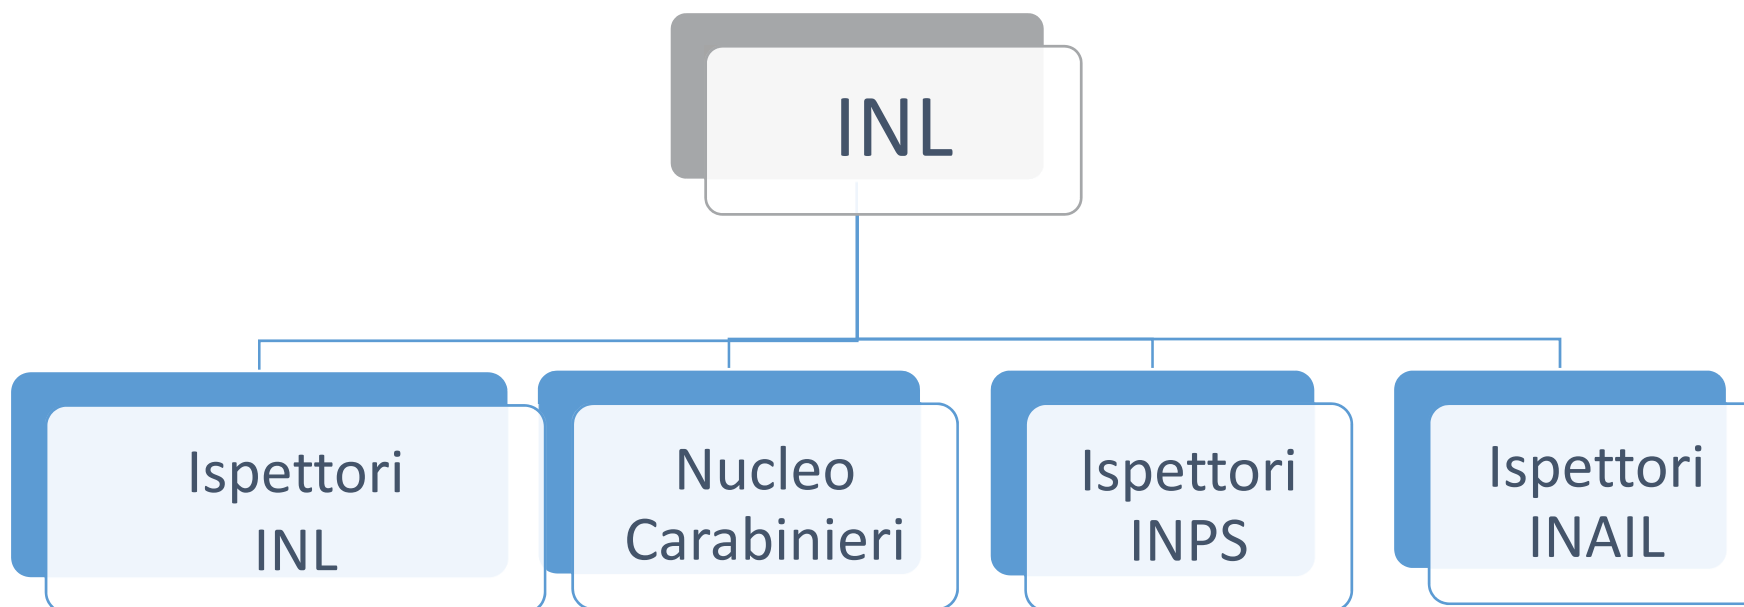 INL
Ispettori
INL
Nucleo
Carabinieri
Ispettori
INPS
Ispettori
INAIL